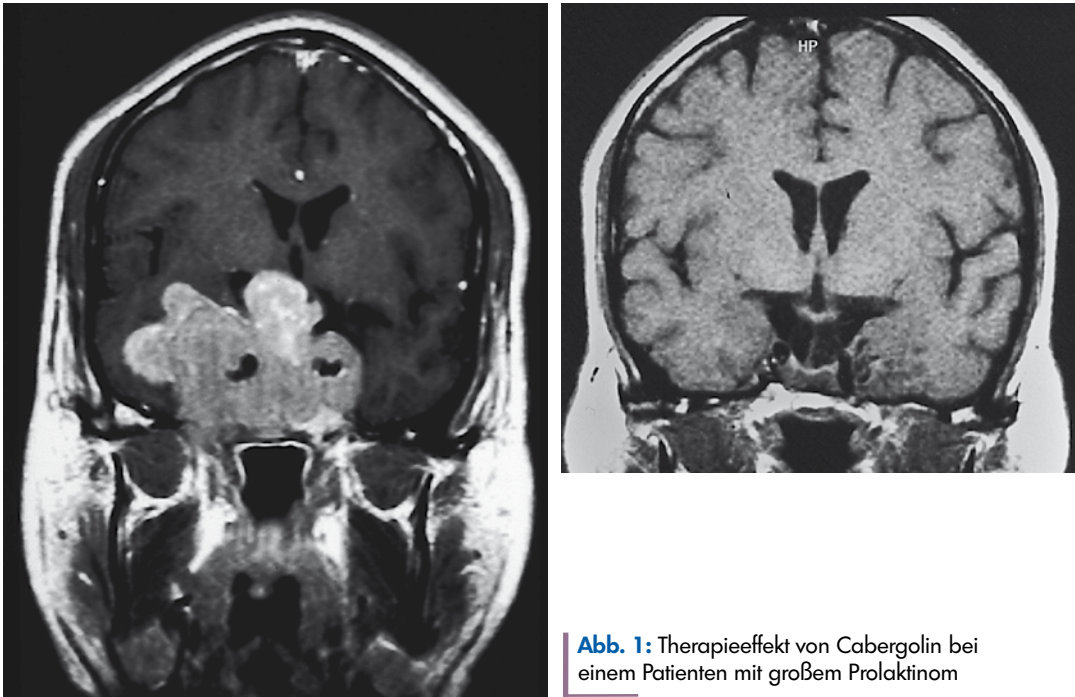 HP
Abb. 1: Therapieeffekt von Cabergolin bei
einem Patienten mit großem Prolaktinom